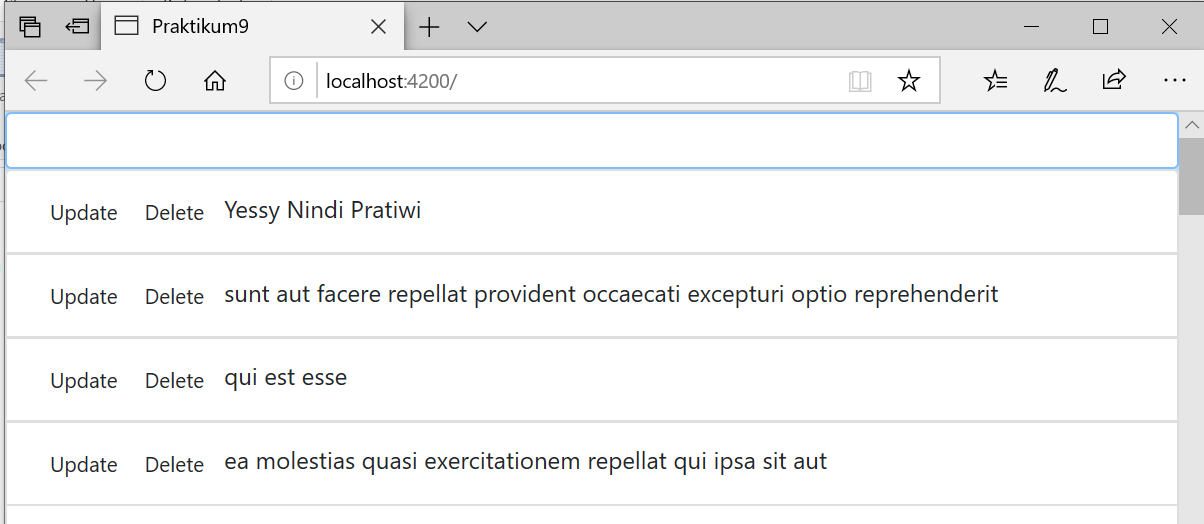 Praktikum9
localhost:4200/
Update Delete Yessy Nindi Pratiwi
Update Delete sunt aut facere repellat provident occaecati excepturi optio reprehenderit
Update Delete qui est esse
Update Delete ea molestias quasi exercitationem repellat qui ipsa sit aut